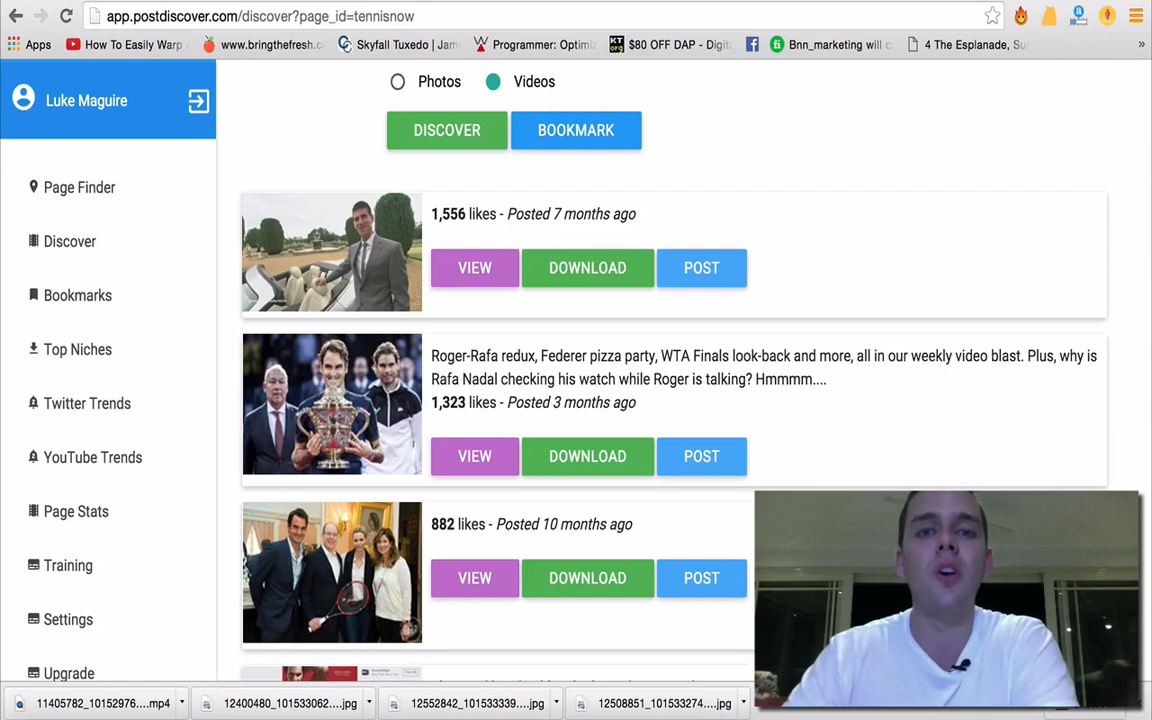 app.postdiscover.com/discover?page_id=tennisnow
Apps
How To Easily Warp
www.bringthefresh.c
Skyfall Tuxedo | Jam
Programmer: Optimi
$80 OFF DAP - Digit
Bnn_marketing will c
4 The Esplanade, Su
»
Luke Maguire
Photos
Videos
DISCOVER
BOOKMARK
Page Finder
Discover
Bookmarks
Top Niches
Twitter Trends
YouTube Trends
Page Stats
Training
Settings
Upgrade
1,556 likes - Posted 7 months ago
VIEW
DOWNLOAD
POST
Roger-Rafa redux, Federer pizza party, WTA Finals look-back and more, all in our weekly video blast. Plus, why is
Rafa Nadal checking his watch while Roger is talking? Hmmmm....
1,323 likes - Posted 3 months ago
VIEW
DOWNLOAD
POST
882 likes - Posted 10 months ago
VIEW
DOWNLOAD
POST
11405782_10152976....mp4
12400480_101533062....jpg
12552842_101533339....jpg
12508851_101533274....jpg